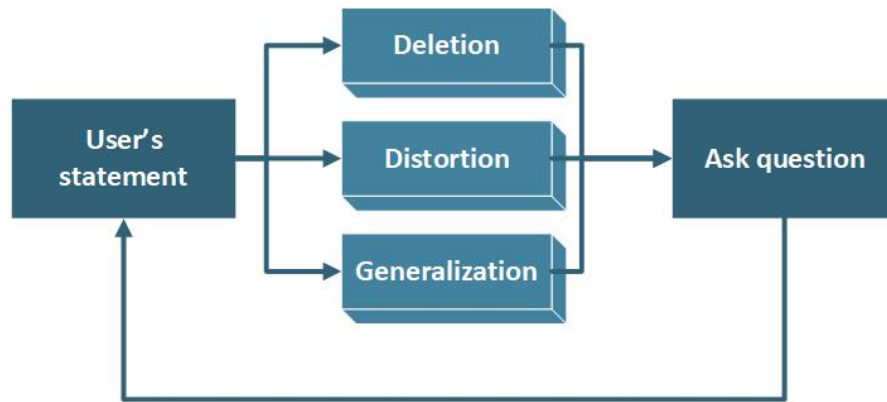 Deletion
User's
statement
Distortion
Ask question
Generalization